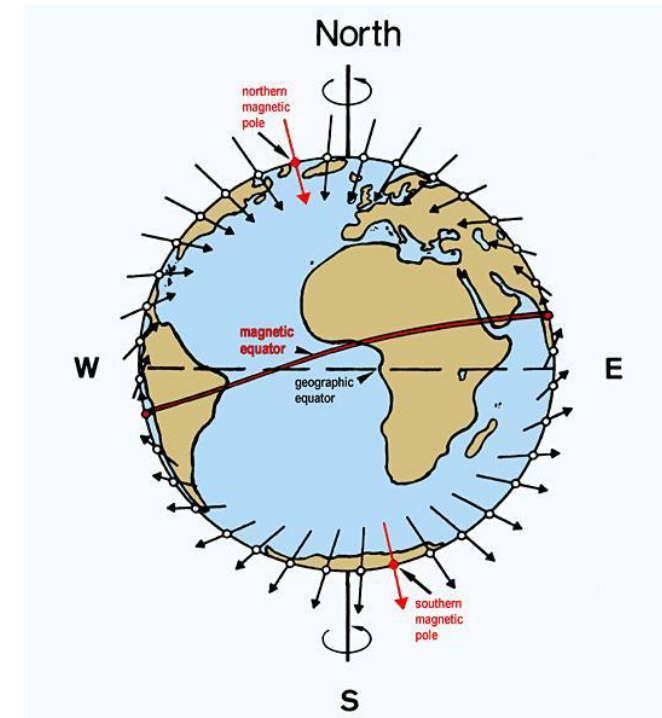 North
northern
magnetic
pole
magnetic
equator
W
E
geographic
equator
southern
magnetic
pole
S